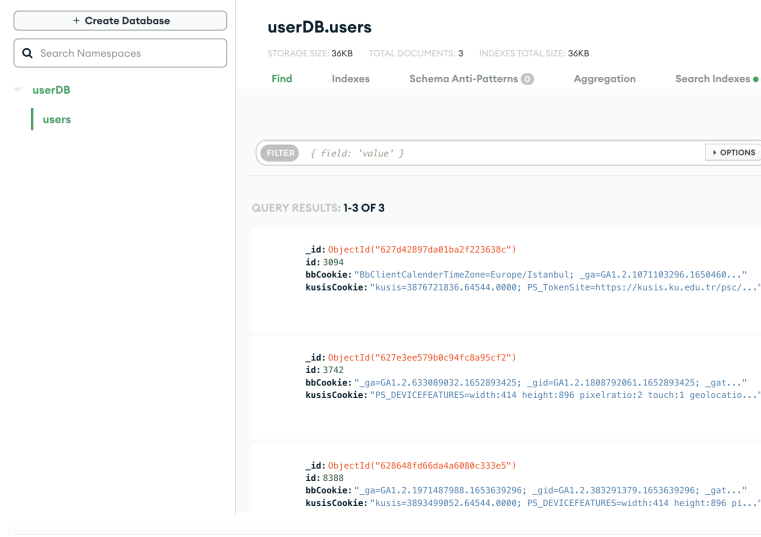 + Create Database
Search Namespaces
userDB
users
userDB.users
STORAGE SIZE: 36KB TOTAL DOCUMENTS: 3 INDEXES TOTAL SIZE: 36KB
Find Indexes Schema Anti-Patterns 0 Aggregation Search Indexes
FILTER { field: 'value' } OPTIONS
QUERY RESULTS: 1-3 OF 3
_id: ObjectId("627d42897da01ba2f223638c")
id: 3094
bbCookie: "BbClientCalenderTimeZone=Europe/Istanbul; _ga=GA1.2.1071103296.1650460..."
kusisCookie: "kusis=3876721836.64544.0000; PS_TokenSite=https://kusis.ku.edu.tr/psc/..."
_id: ObjectId("627e3ee579b0c94fc8a95cf2")
id: 3742
bbCookie: "_ga=GA1.2.633089032.1652893425; _gid=GA1.2.1808792061.1652893425; _gat..."
kusisCookie: "PS_DEVICEFEATURES=width:414 height:896 pixelratio:2 touch:1 geolocatio..."
_id: ObjectId("628648fd66da4a6080c333e5")
id: 8388
bbCookie: "_ga=GA1.2.1971487988.1653639296; _gid=GA1.2.383291379.1653639296; _gat..."
kusisCookie: "kusis=3893499052.64544.0000; PS_DEVICEFEATURES=width:414 height:896 pi..."